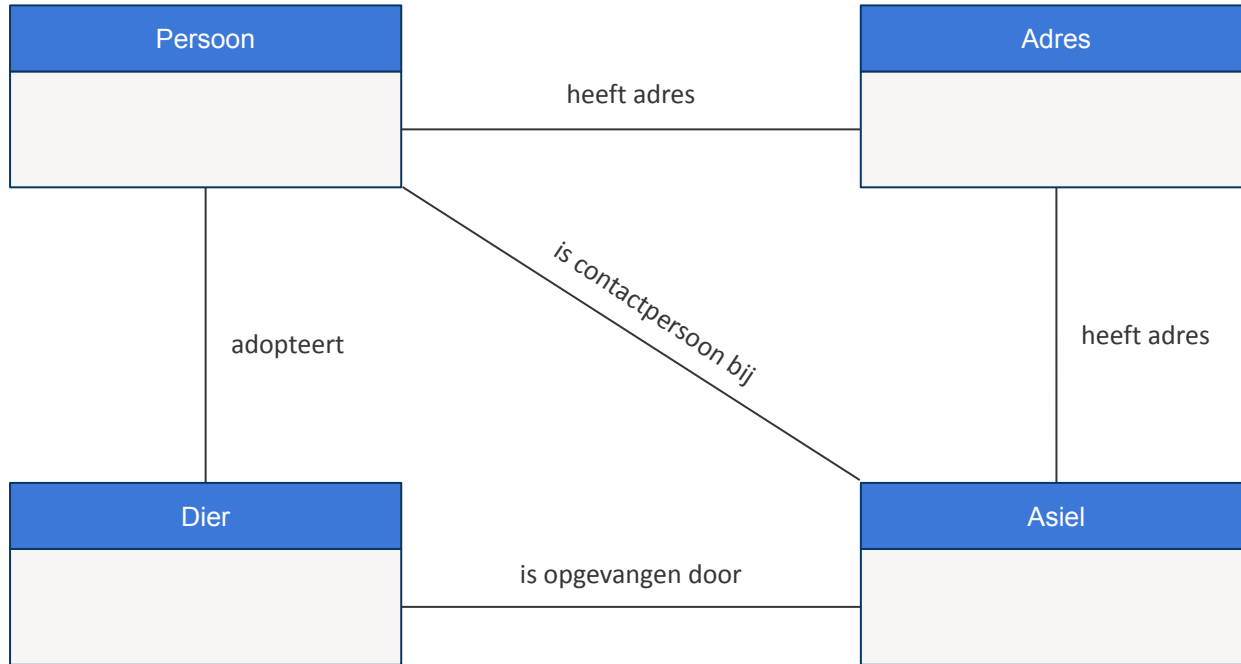 Persoon
Adres
heeft adres
is contactpersoon bij
adopteert
heeft adres
Dier
Asiel
is opgevangen door